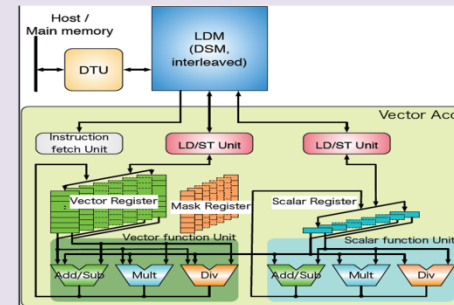 Host /
Main memory
DTU
LDM
(DSM,
interleaved)
Vector Acc
Instruction
fetch Unit
LD/ST Unit
LD/ST Unit
Vector Register
Mask Register
Scalar Register
Vector function Unit
Scalar function Unit
Add/Sub
Mult
Div
Add/Sub
Mult
Div